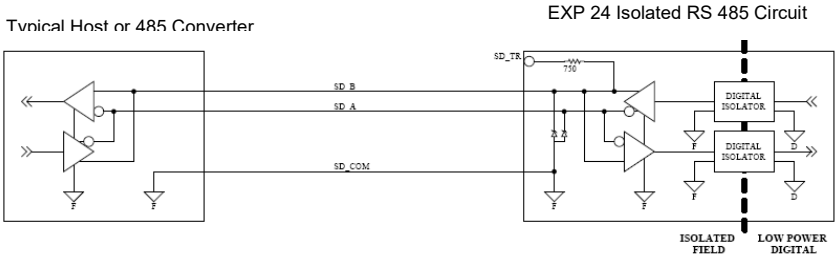 EXP 24 Isolated RS 485 Circuit
Typical Host or 485 Converter
SD_TR
750
SD_B
SD_A
SD_COM
DIGITAL
ISOLATOR
F
D
DIGITAL
ISOLATOR
F
F
F
F
F
D
ISOLATED
FIELD
LOW POWER
DIGITAL